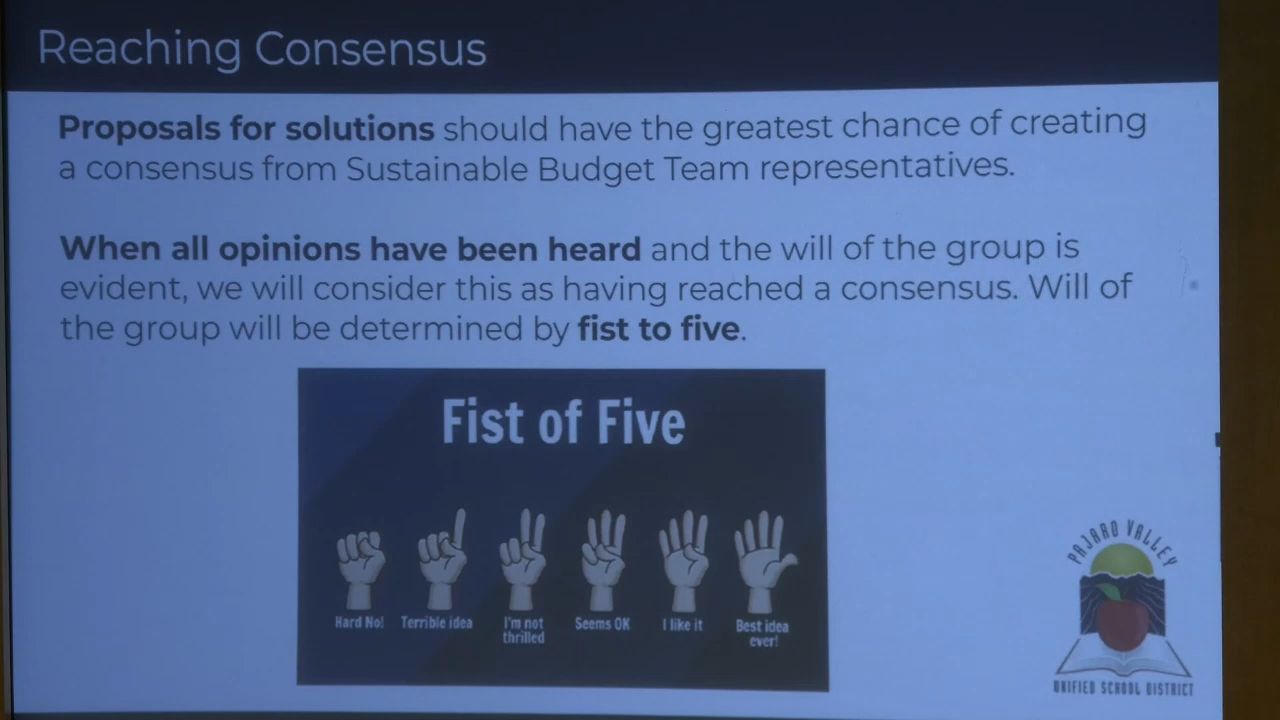 Reaching Consensus
Proposals for solutions should have the greatest chance of creating
a consensus from Sustainable Budget Team representatives.
When all opinions have been heard and the will of the group is
evident, we will consider this as having reached a consensus. Will of
the group will be determined by fist to five.
Fist of Five
Hard No!
Terrible idea
I'm not
thrilled
Seems OK
I like it
Best idea
ever!
PAJARO VALLEY
UNIFIED SCHOOL DISTRICT